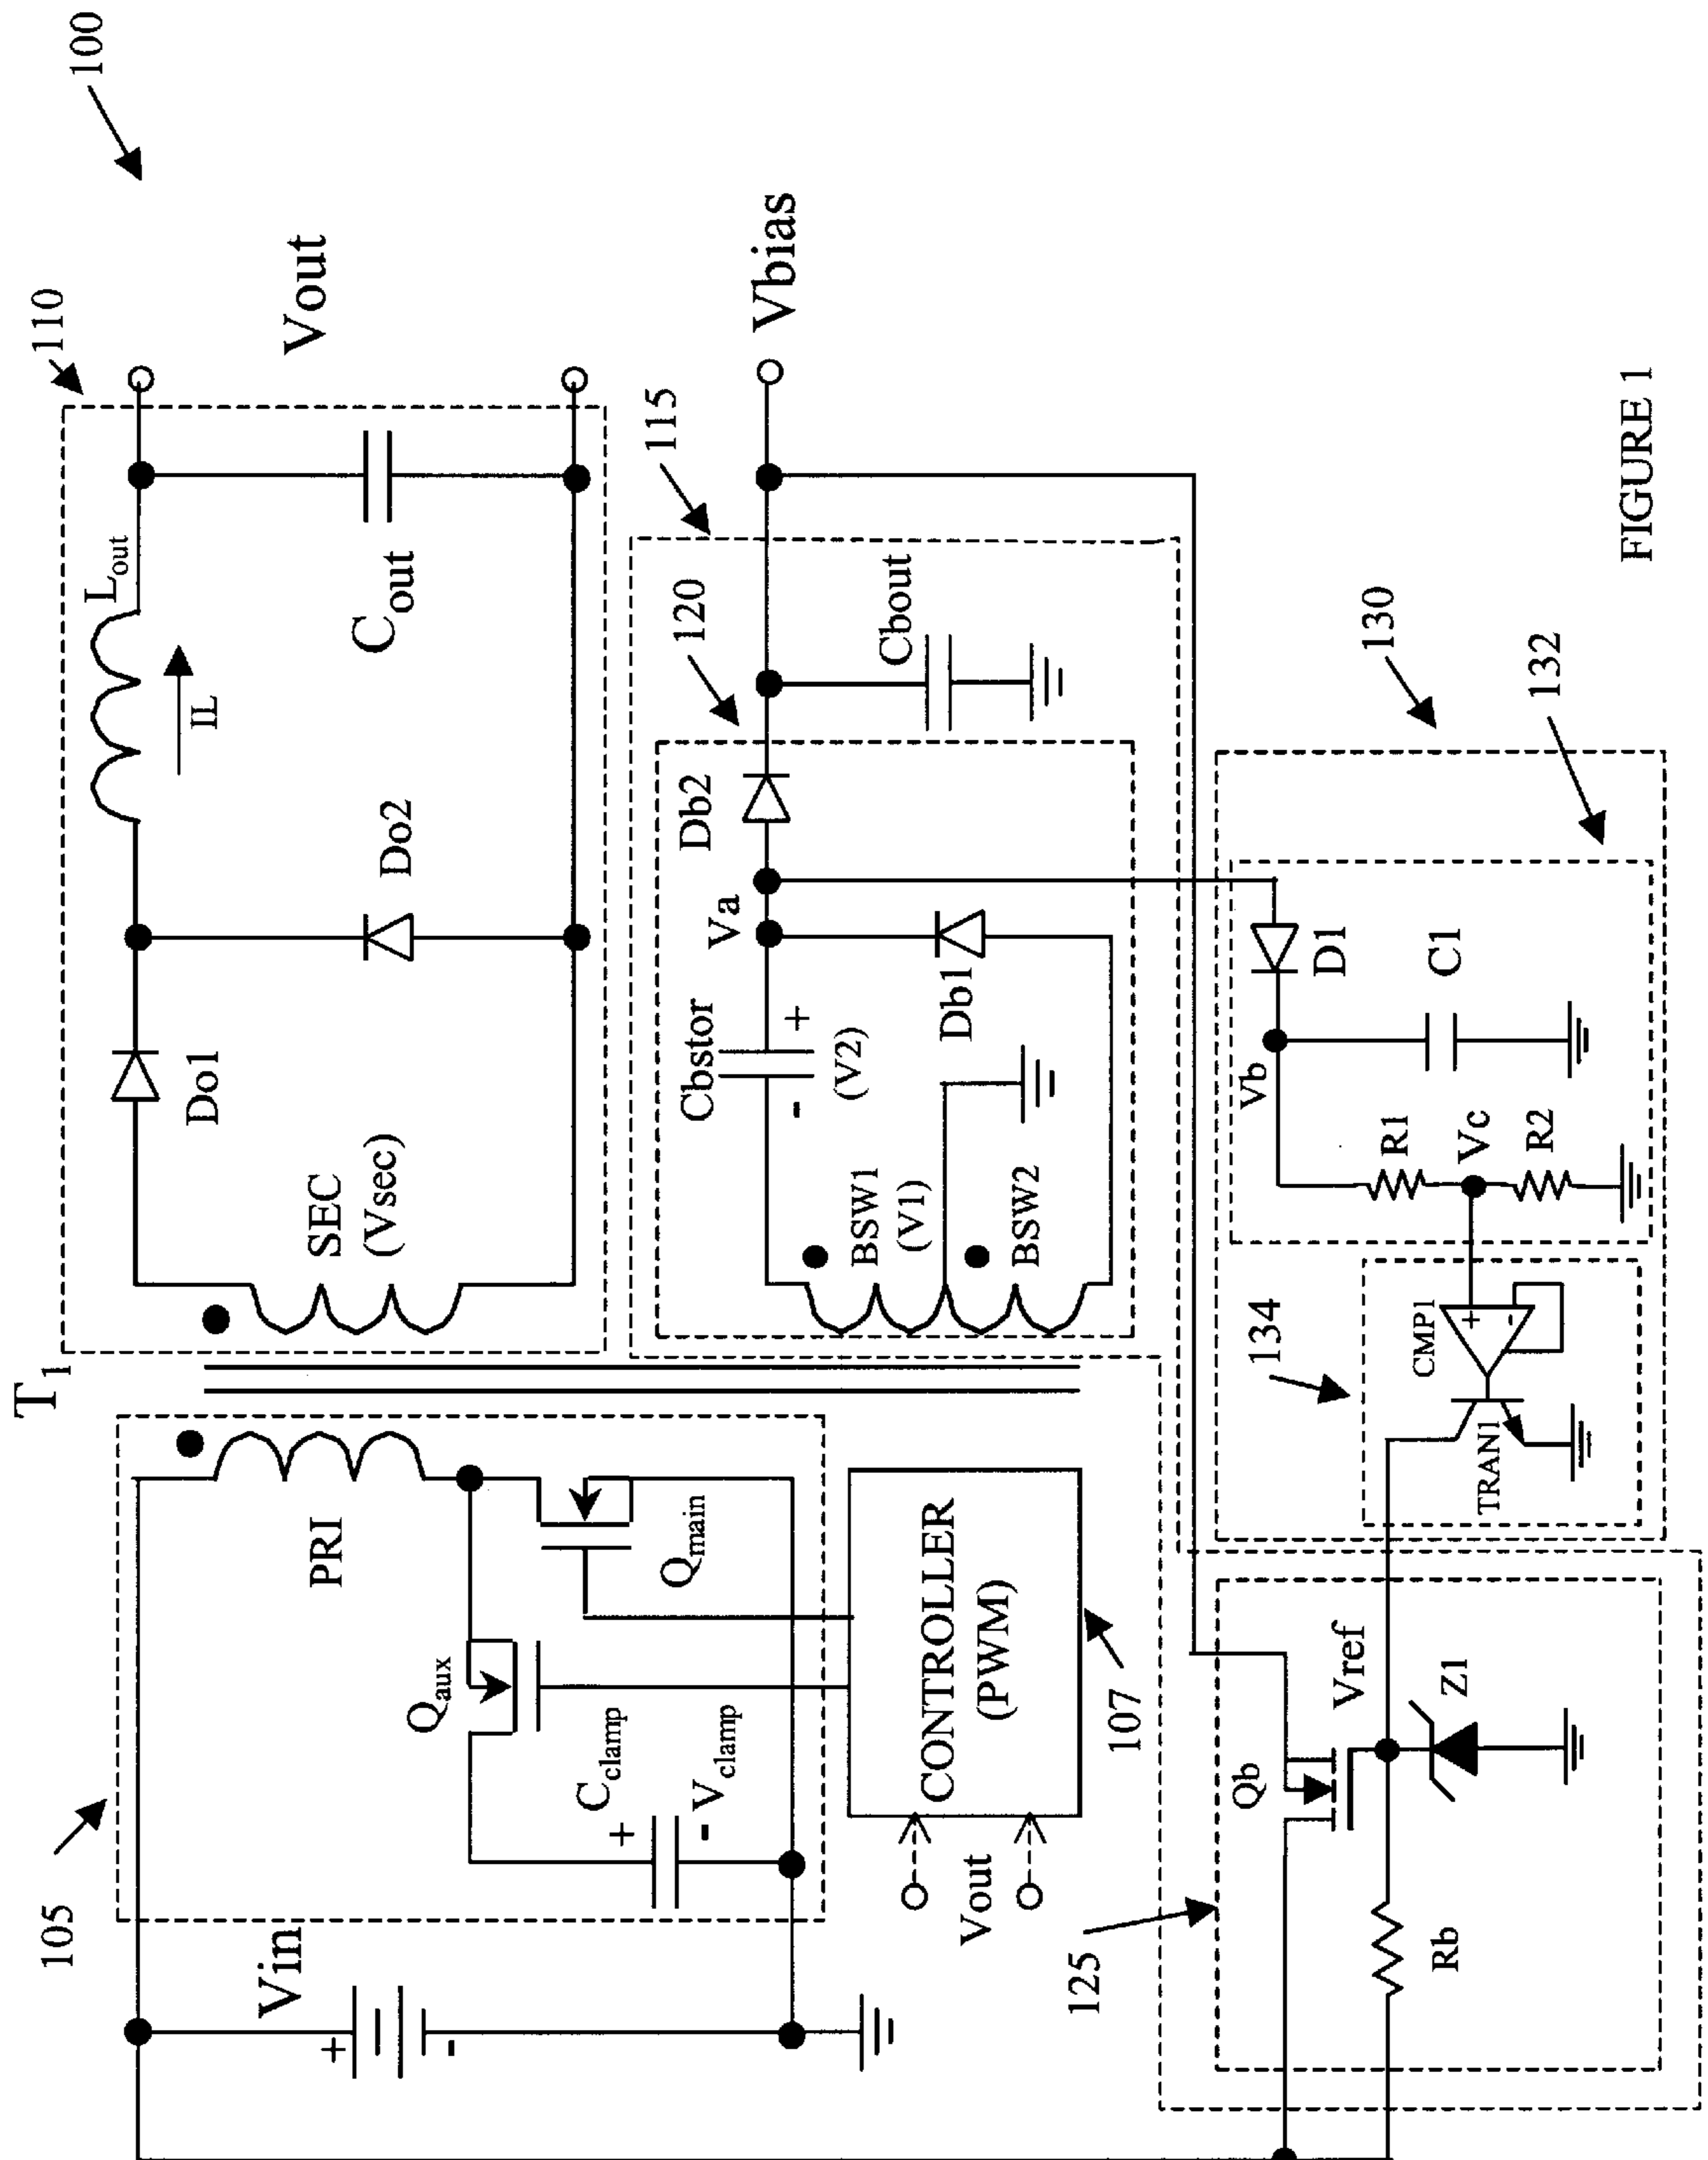 100
T1
105
110
Vin
+
-
PRI
Qaux
Qmain
Cclamp
+
-
Vclamp
CONTROLLER
(PWM)
107
Vout
SEC
(Vsec)
Do1
Do2
Lout
IL
Cout
Vout
115
120
BSW1
(V1)
BSW2
Cbstor
-
+
(V2)
Va
Db1
Db2
Cbout
Vbias
125
Qb
Vref
Rb
Z1
134
CMP1
+
-
TRAN1
Vb
R1
Vc
R2
D1
C1
130
132
FIGURE 1